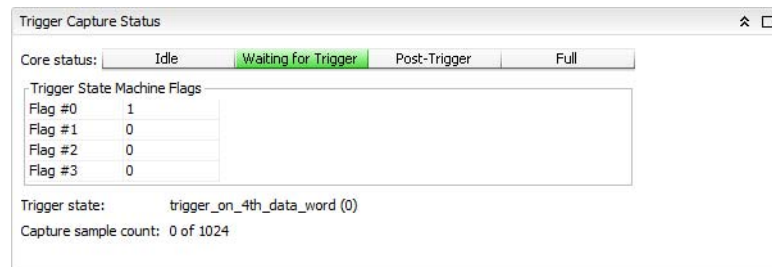 Trigger Capture Status
Core status: Idle Waiting for Trigger Post-Trigger Full
Trigger State Machine Flags
Flag #0 1
Flag #1 0
Flag #2 0
Flag #3 0
Trigger state: trigger_on_4th_data_word (0)
Capture sample count: 0 of 1024